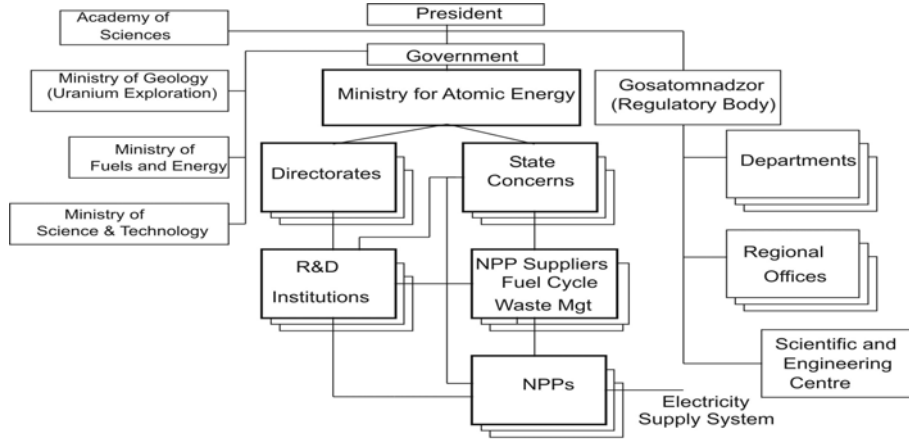 President
Academy of
Sciences
Government
Ministry of Geology
(Uranium Exploration)
Ministry for Atomic Energy
Gosatomnadzor
(Regulatory Body)
Ministry of
Fuels and Energy
Directorates
State
Concerns
Departments
Ministry of
Science & Technology
R&D
Institutions
NPP Suppliers
Fuel Cycle
Waste Mgt
Regional
Offices
NPPs
Electricity
Supply System
Scientific and
Engineering
Centre